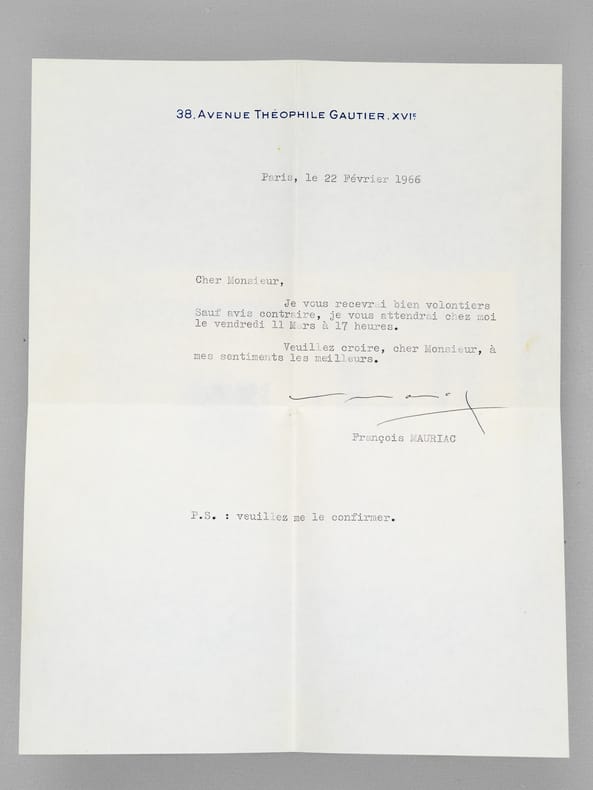 38, AVENUE THÉOPHILE GAUTIER, XVIE
Paris, le 22 Février 1966
Cher Monsieur,
Je vous recevrai bien volontiers
Sauf avis contraire, je vous attendrai chez moi
le vendredi 11 Mars à 17 heures.
Veuillez croire, cher Monsieur, à
mes sentiments les meilleurs.
François MAURIAC
P.S. : veuillez me le confirmer.